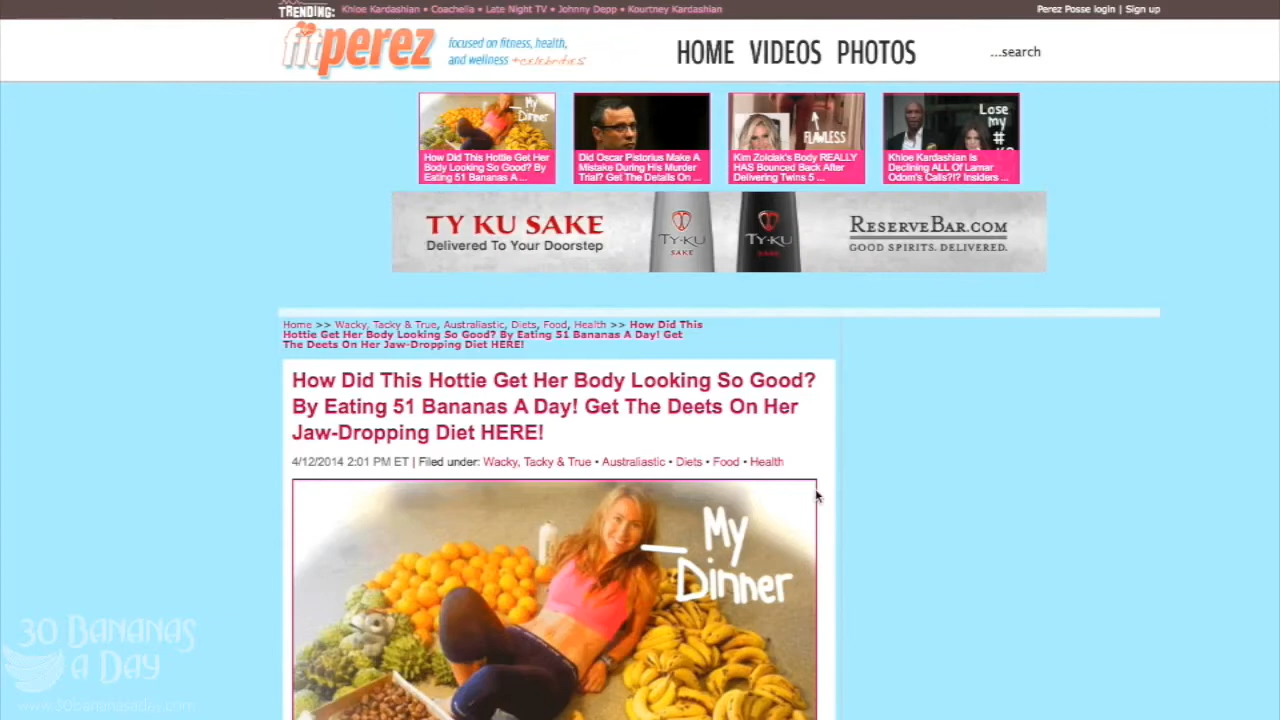 TRENDING: Khloe Kardashian • Coachella • Late Night TV • Johnny Depp • Kourtney Kardashian
Perez Posse login | Sign up
fitperez
focused on fitness, health,
and wellness +celebrities
HOME VIDEOS PHOTOS
...search
My
Dinner
How Did This Hottie Get Her
Body Looking So Good? By
Eating 51 Bananas A ...
Did Oscar Pistorius Make A
Mistake During His Murder
Trial? Get The Details On ...
FLAWLESS
Kim Zolciak's Body REALLY
HAS Bounced Back After
Delivering Twins 5 ...
Lose
my
#
Khloe Kardashian Is
Declining ALL Of Lamar
Odom's Calls?!? Insiders ...
TY KU SAKE
Delivered To Your Doorstep
TY-KU
SAKE
TY-KU
SAKE
RESERVEBAR.COM
GOOD SPIRITS. DELIVERED.
Home >> Wacky, Tacky & True, Australiastic, Diets, Food, Health >> How Did This
Hottie Get Her Body Looking So Good? By Eating 51 Bananas A Day! Get
The Deets On Her Jaw-Dropping Diet HERE!
How Did This Hottie Get Her Body Looking So Good?
By Eating 51 Bananas A Day! Get The Deets On Her
Jaw-Dropping Diet HERE!
4/12/2014 2:01 PM ET | Filed under: Wacky, Tacky & True • Australiastic • Diets • Food • Health
My
Dinner
30 BANANAS
a DAY
www.30bananasaday.com